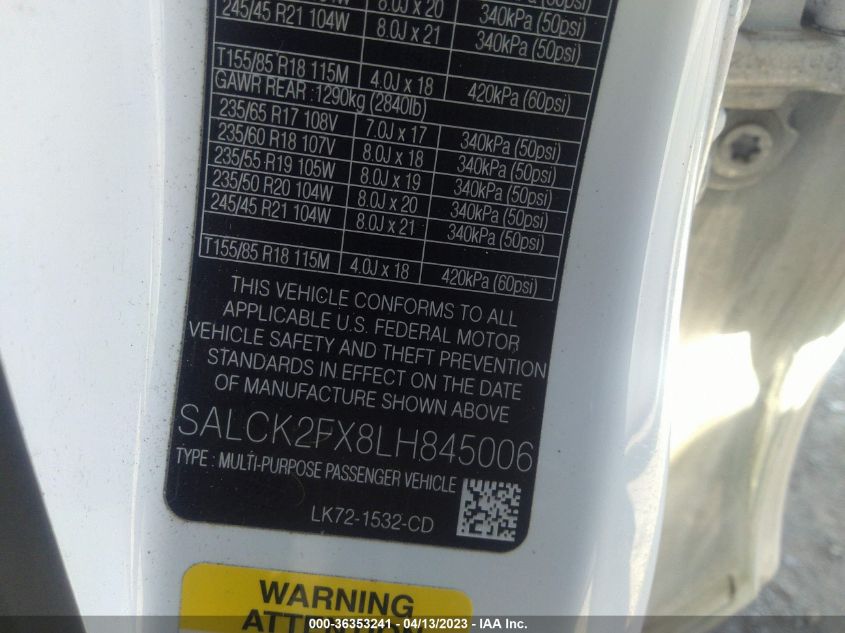 8.0J x 20 340kPa (50psi)
245/45 R21 104W 8.0J x 21 340kPa (50psi)
T155/85 R18 115M 4.0J x 18 420kPa (60psi)
GAWR REAR : 1290kg (2840lb)
235/65 R17 108V 7.0J x 17 340kPa (50psi)
235/60 R18 107V 8.0J x 18 340kPa (50psi)
235/55 R19 105W 8.0J x 19 340kPa (50psi)
235/50 R20 104W 8.0J x 20 340kPa (50psi)
245/45 R21 104W 8.0J x 21 340kPa (50psi)
T155/85 R18 115M 4.0J x 18 420kPa (60psi)
THIS VEHICLE CONFORMS TO ALL
APPLICABLE U.S. FEDERAL MOTOR
VEHICLE SAFETY AND THEFT PREVENTION
STANDARDS IN EFFECT ON THE DATE
OF MANUFACTURE SHOWN ABOVE
SALCK2FX8LH845006
TYPE : MULTI-PURPOSE PASSENGER VEHICLE
LK72-1532-CD
WARNING
ATTENTION
000-36353241 - 04/13/2023 - IAA Inc.